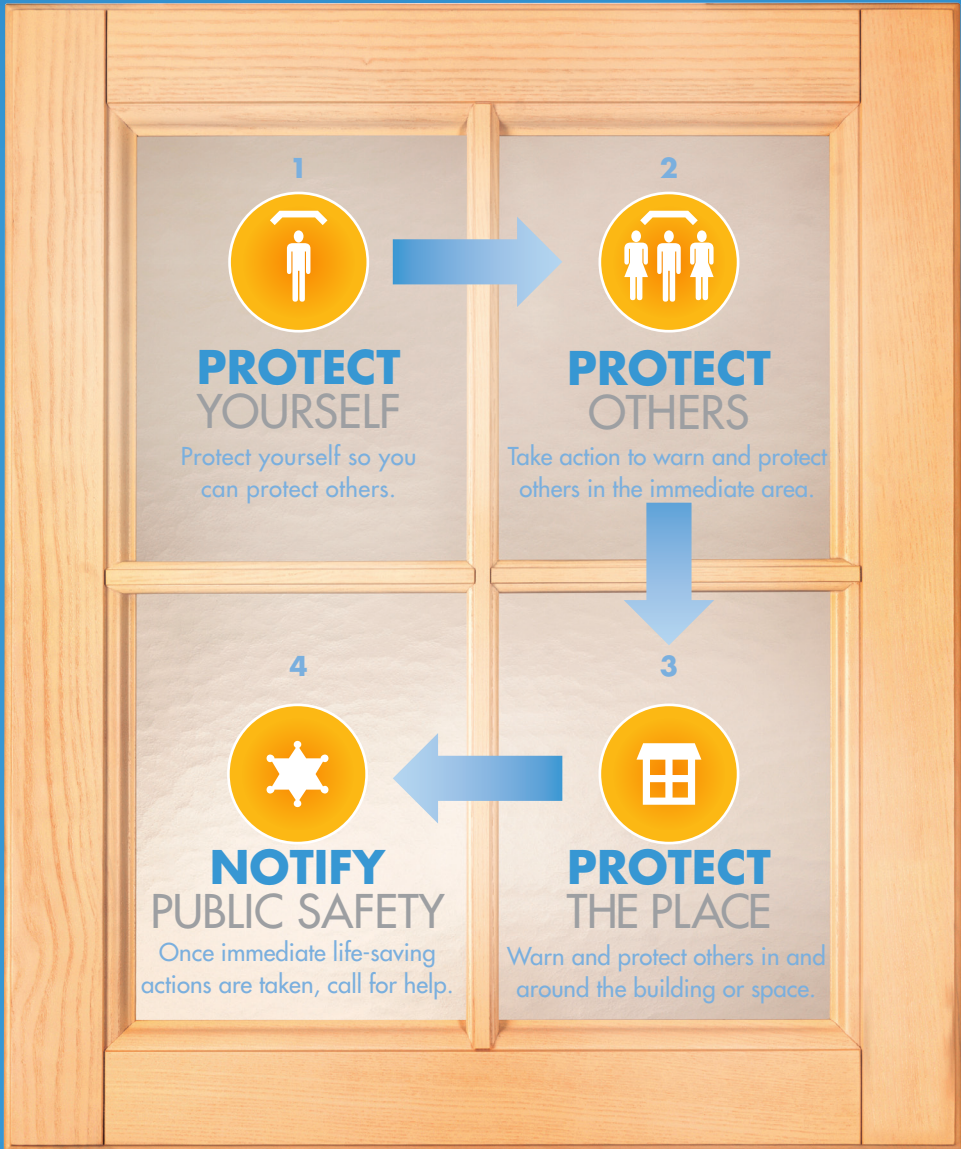 1
PROTECT
YOURSELF
Protect yourself so you
can protect others.
2
PROTECT
OTHERS
Take action to warn and protect
others in the immediate area.
3
PROTECT
THE PLACE
Warn and protect others in and
around the building or space.
4
NOTIFY
PUBLIC SAFETY
Once immediate life-saving
actions are taken, call for help.